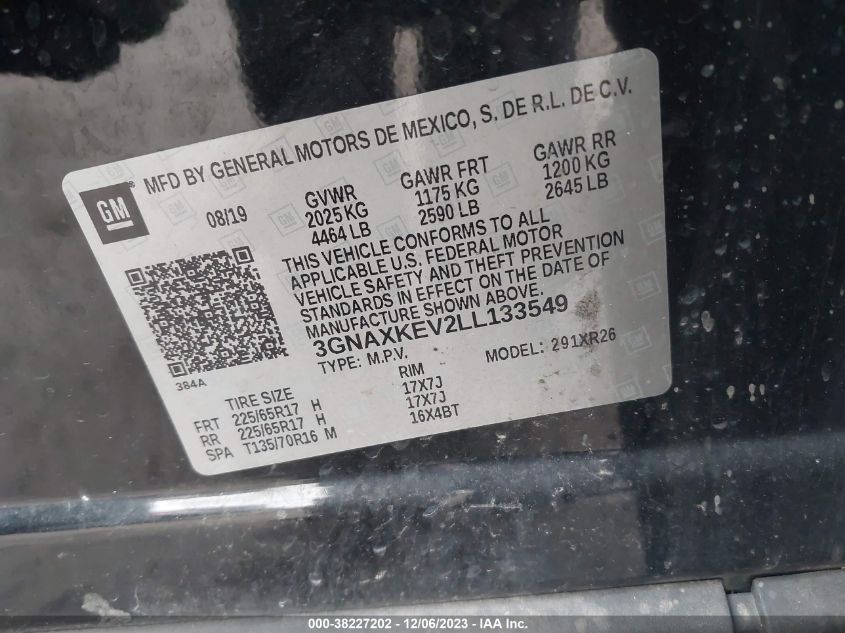 GM
MFD BY GENERAL MOTORS DE MEXICO, S. DE R.L. DE C.V.
08/19
GVWR
2025 KG
4464 LB
GAWR FRT
1175 KG
2590 LB
GAWR RR
1200 KG
2645 LB
THIS VEHICLE CONFORMS TO ALL
APPLICABLE U.S. FEDERAL MOTOR
VEHICLE SAFETY AND THEFT PREVENTION
STANDARDS IN EFFECT ON THE DATE OF
MANUFACTURE SHOWN ABOVE.
3GNAXKEV2LL133549
TYPE: M.P.V.
MODEL: 291XR26
384A
TIRE SIZE
RIM
FRT 225/65R17 H 17X7J
RR 225/65R17 H 17X7J
SPA T135/70R16 M 16X4BT
000-38227202 - 12/06/2023 - IAA Inc.